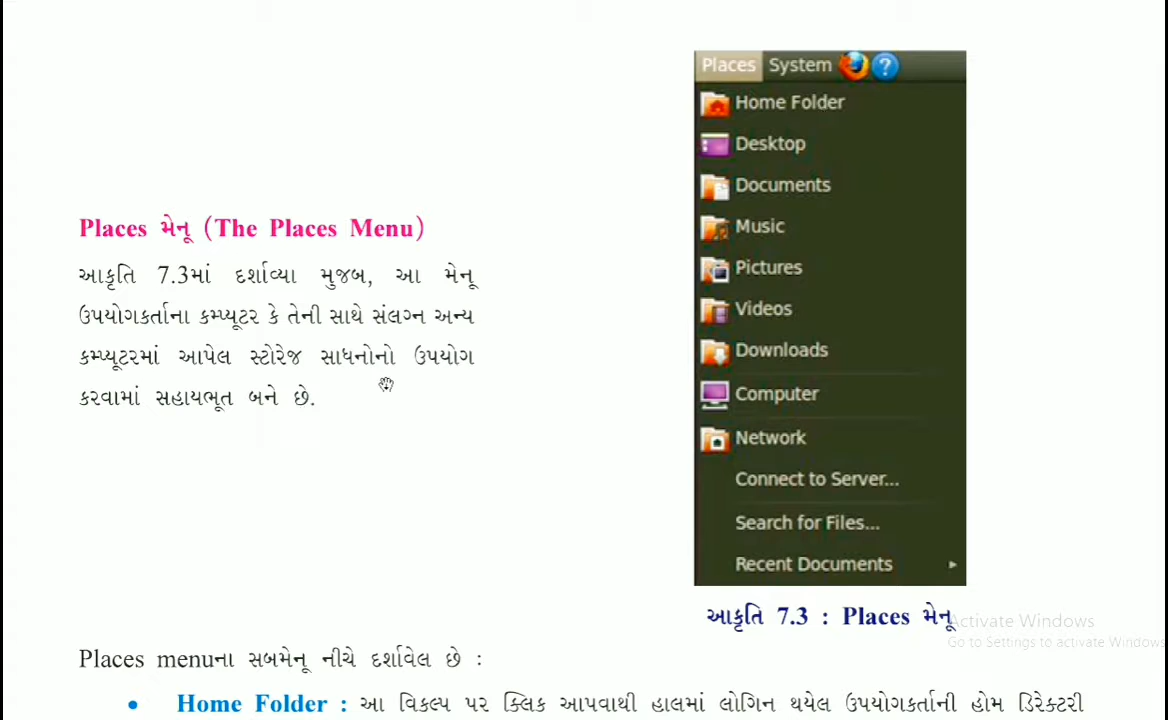 Places System
Home Folder
Desktop
Documents
Music
Pictures
Videos
Downloads
Computer
Network
Connect to Server...
Search for Files...
Recent Documents
Places મેનૂ (The Places Menu)
આકૃતિ 7.3માં દર્શાવ્યા મુજબ, આ મેનૂ
ઉપયોગકર્તાના કમ્પ્યૂટર કે તેની સાથે સંલગ્ન અન્ય
કમ્પ્યૂટરમાં આપેલ સ્ટોરેજ સાધનોનો ઉપયોગ
કરવામાં સહાયભૂત બને છે.
આકૃતિ 7.3 : Places મેનૂ
Activate Windows
Go to Settings to activate Windows
Places menuના સબમેનૂ નીચે દર્શાવેલ છે :
• Home Folder : આ વિકલ્પ પર ક્લિક આપવાથી હાલમાં લોગિન થયેલ ઉપયોગકર્તાની હોમ ડિરેક્ટરી